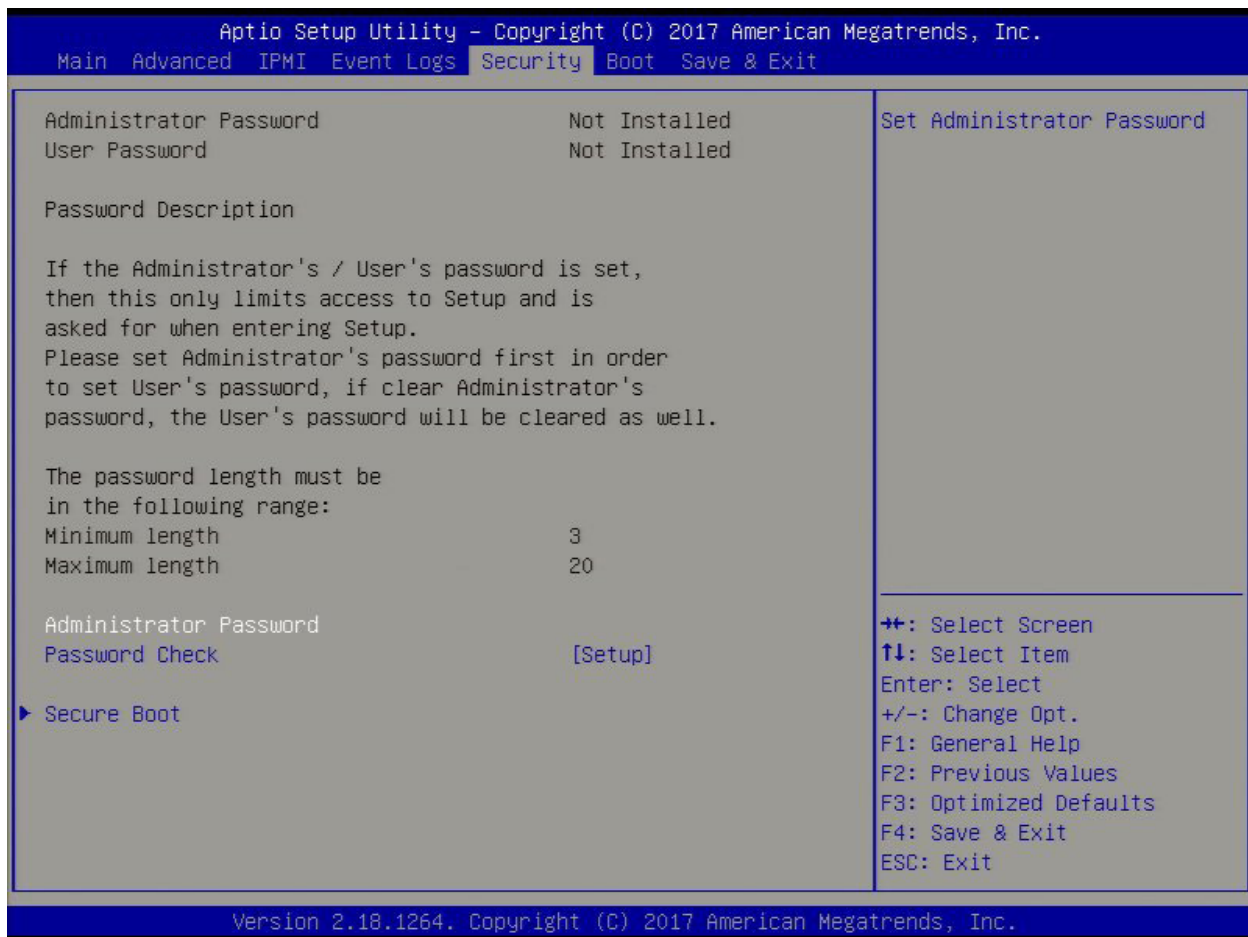 Aptio Setup Utility – Copyright (C) 2017 American Megatrends, Inc.
Main Advanced IPMI Event Logs Security Boot Save & Exit
Administrator Password Not Installed
User Password Not Installed
Password Description
If the Administrator's / User's password is set,
then this only limits access to Setup and is
asked for when entering Setup.
Please set Administrator's password first in order
to set User's password, if clear Administrator's
password, the User's password will be cleared as well.
The password length must be
in the following range:
Minimum length 3
Maximum length 20
Administrator Password
Password Check [Setup]
▶ Secure Boot
Set Administrator Password
→←: Select Screen
↑↓: Select Item
Enter: Select
+/-: Change Opt.
F1: General Help
F2: Previous Values
F3: Optimized Defaults
F4: Save & Exit
ESC: Exit
Version 2.18.1264. Copyright (C) 2017 American Megatrends, Inc.